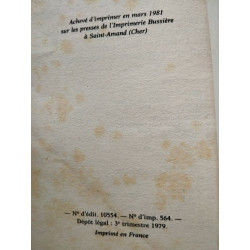 Achevé d'imprimer en mars 1981
sur les presses de l'Imprimerie Bussière
à Saint-Amand (Cher)
— N° d'édit. 10554. — N° d'imp. 564. —
Dépôt légal : 3e trimestre 1979.
Imprimé en France